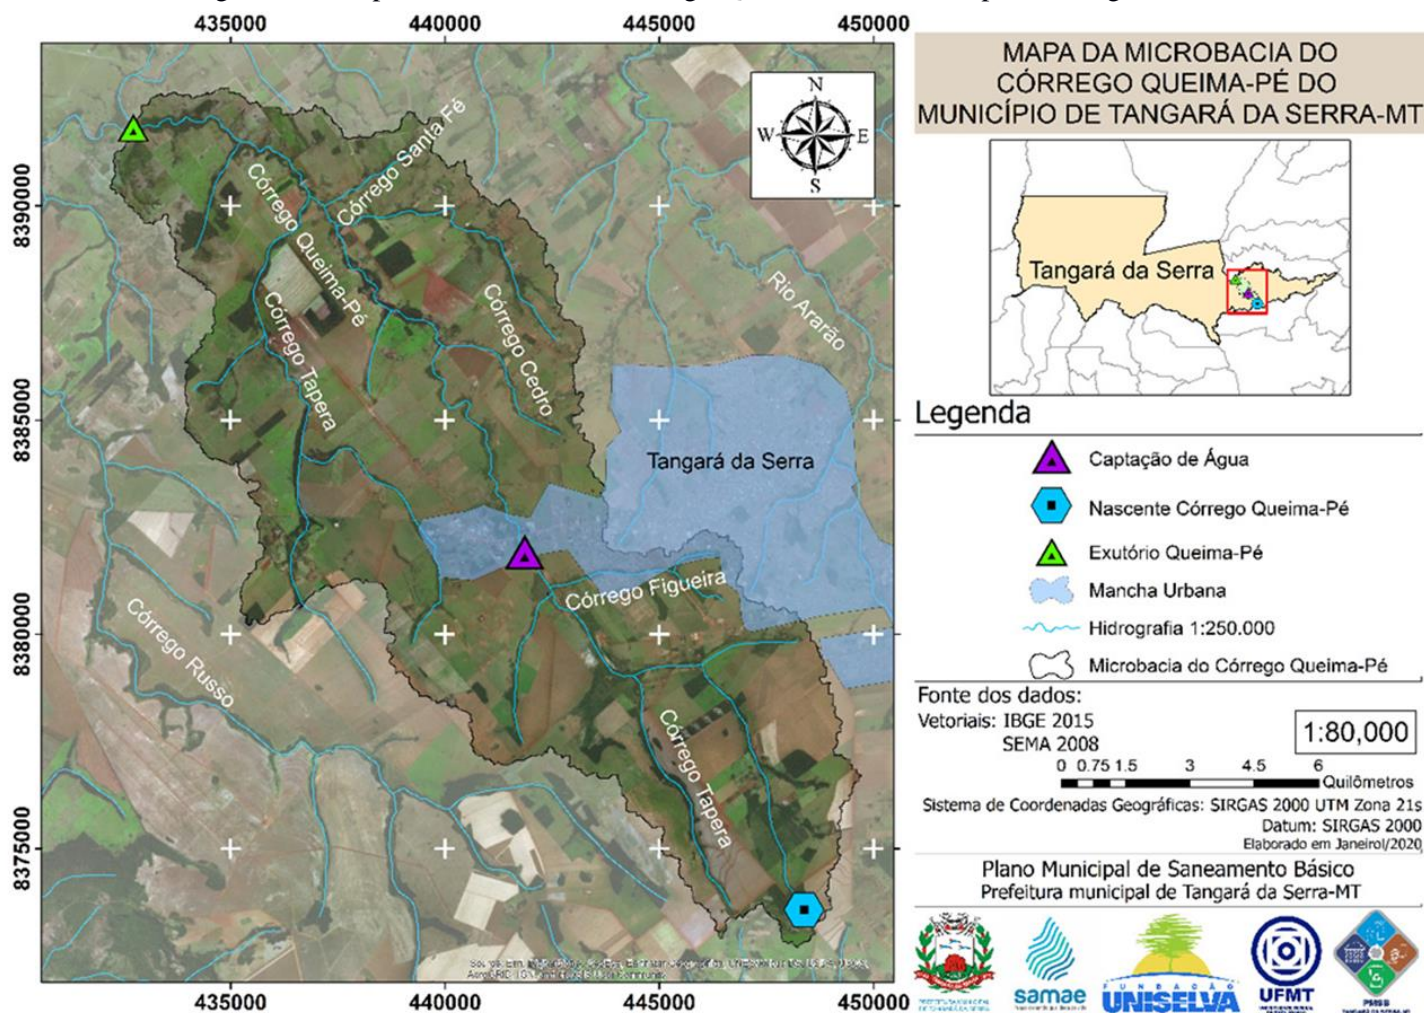 435000 440000 445000 450000
MAPA DA MICROBACIA DO
CÓRREGO QUEIMA-PÉ DO
MUNICÍPIO DE TANGARÁ DA SERRA-MT
N
W E
S
8390000
8385000
8380000
8375000
Córrego Santa Fé
Córrego Queima-Pé
Córrego Tapera
Córrego Cedro
Rio Ararão
Tangará da Serra
Córrego Figueira
Córrego Russo
Córrego Tapera
435000 440000 445000 450000
Tangará da Serra
Legenda
Captação de Água
Nascente Córrego Queima-Pé
Exutório Queima-Pé
Mancha Urbana
Hidrografia 1:250.000
Microbacia do Córrego Queima-Pé
Fonte dos dados:
Vetoriais: IBGE 2015
SEMA 2008
1:80,000
0 0.75 1.5 3 4.5 6
Quilômetros
Sistema de Coordenadas Geográficas: SIRGAS 2000 UTM Zona 21s
Datum: SIRGAS 2000
Elaborado em Janeirol/2020
Plano Municipal de Saneamento Básico
Prefeitura municipal de Tangará da Serra-MT
samae
FUNDAÇÃO
UNISELVA
UFMT
PMSB